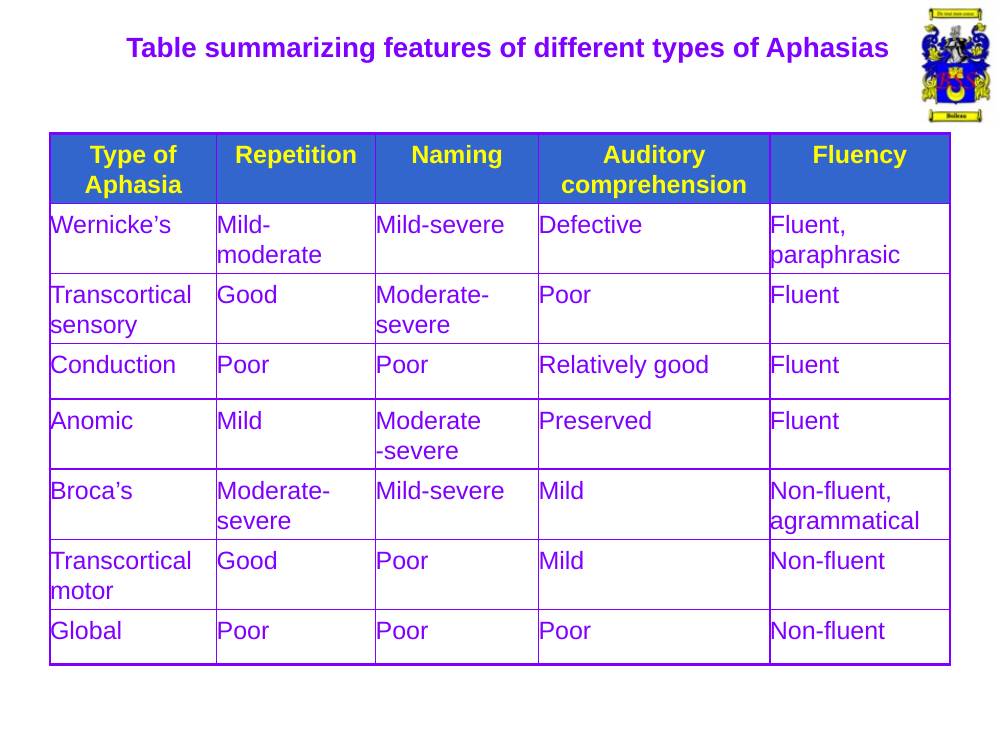 Table summarizing features of different types of Aphasias
Type of Aphasia Repetition Naming Auditory comprehension Fluency
Wernicke’s Mild-moderate Mild-severe Defective Fluent, paraphrasic
Transcortical sensory Good Moderate-severe Poor Fluent
Conduction Poor Poor Relatively good Fluent
Anomic Mild Moderate -severe Preserved Fluent
Broca’s Moderate-severe Mild-severe Mild Non-fluent, agrammatical
Transcortical motor Good Poor Mild Non-fluent
Global Poor Poor Poor Non-fluent
Boileau